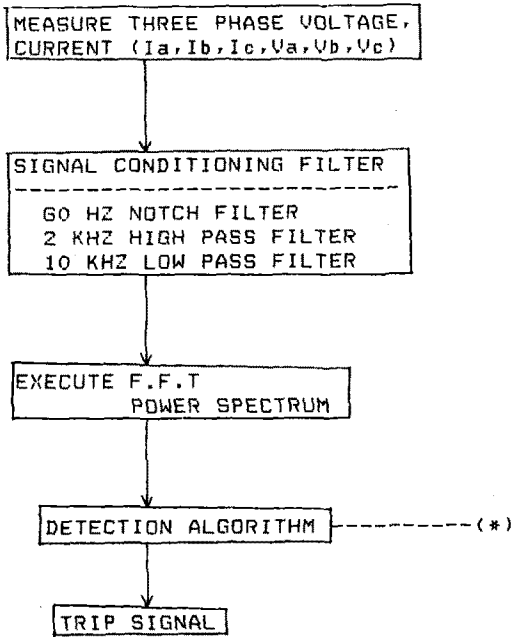 MEASURE THREE PHASE VOLTAGE,
CURRENT (Ia,Ib,Ic,Va,Vb,Vc)
SIGNAL CONDITIONING FILTER
60 HZ NOTCH FILTER
2 KHZ HIGH PASS FILTER
10 KHZ LOW PASS FILTER
EXECUTE F.F.T
POWER SPECTRUM
DETECTION ALGORITHM ----------(*)
TRIP SIGNAL